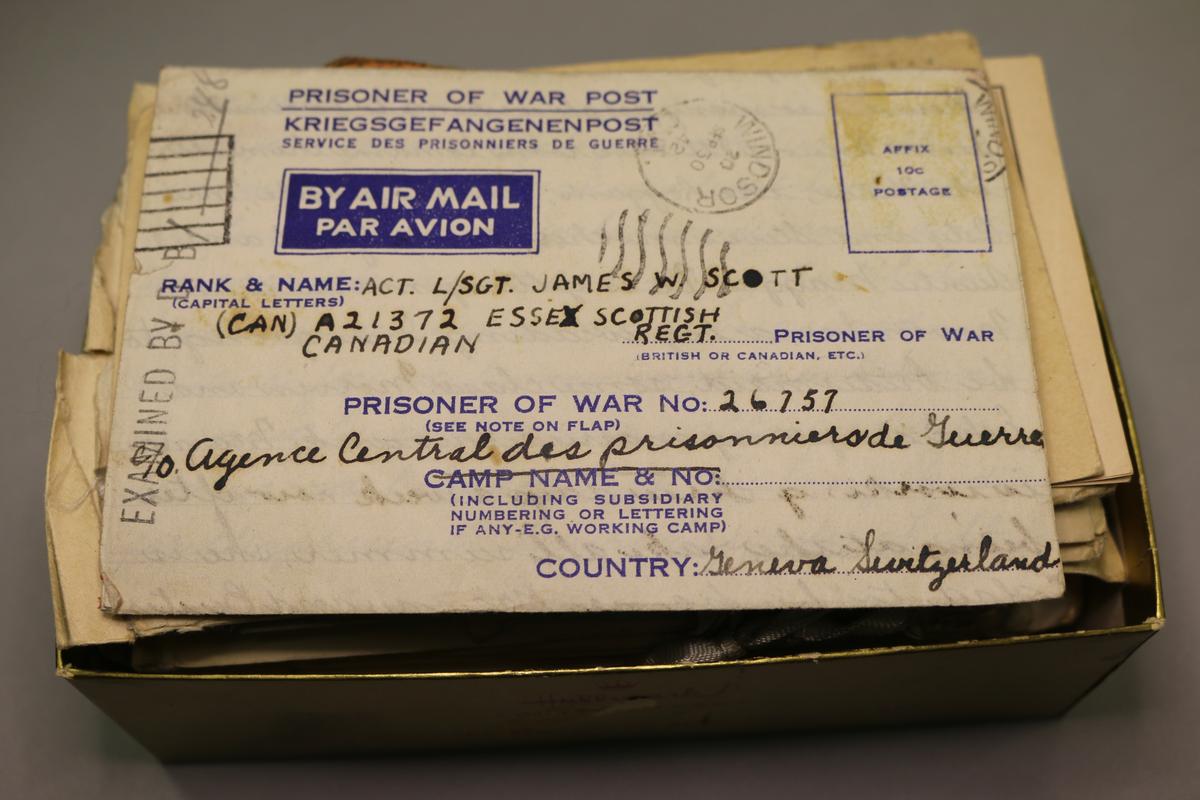 PRISONER OF WAR POST
KRIEGSGEFANGENENPOST
SERVICE DES PRISONNIERS DE GUERRE
BY AIR MAIL
PAR AVION
WINDSOR
AFFIX
10C
POSTAGE
RANK & NAME: ACT. L/SGT. JAMES W. SCOTT
(CAPITAL LETTERS)
(CAN) A21372 ESSEX SCOTTISH
REGT.
CANADIAN
PRISONER OF WAR
(BRITISH OR CANADIAN, ETC.)
PRISONER OF WAR No: 26757
(SEE NOTE ON FLAP)
c/o Agence Central des prisonniers de Guerre
CAMP NAME & NO:
(INCLUDING SUBSIDIARY
NUMBERING OR LETTERING
IF ANY-E.G. WORKING CAMP)
COUNTRY: Geneva Switzerland
EXAMINED BY